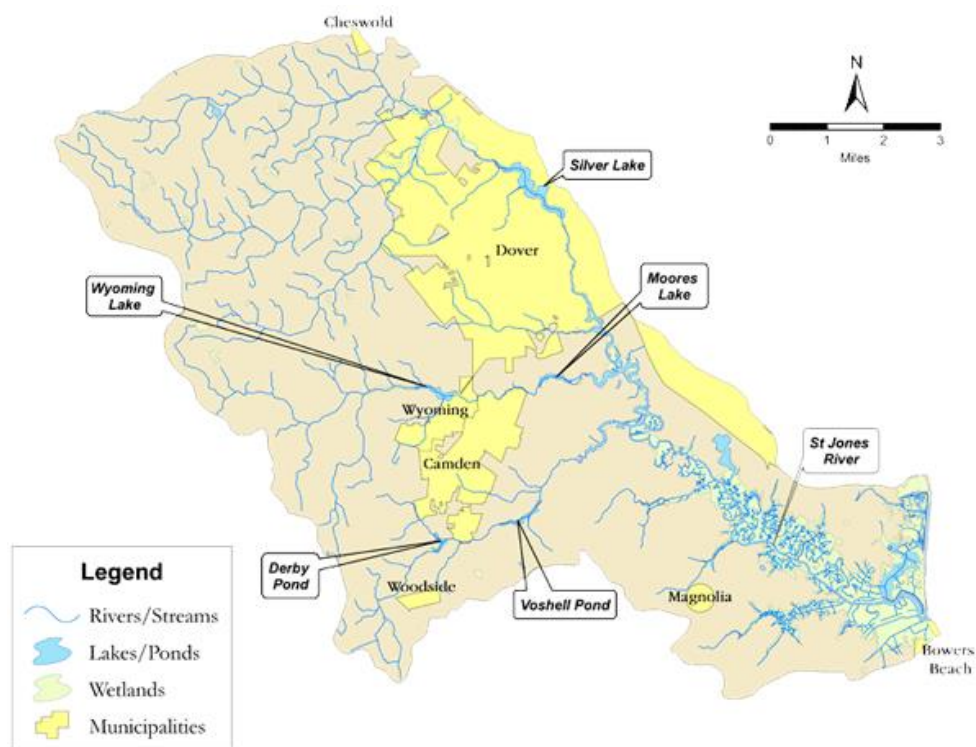 Cheswold
N
0 1 2 3
Miles
Silver Lake
Dover
Wyoming
Lake
Moores
Lake
Wyoming
Camden
St Jones
River
Derby
Pond
Woodside
Voshell Pond
Magnolia
Bowers
Beach
Legend
Rivers/Streams
Lakes/Ponds
Wetlands
Municipalities